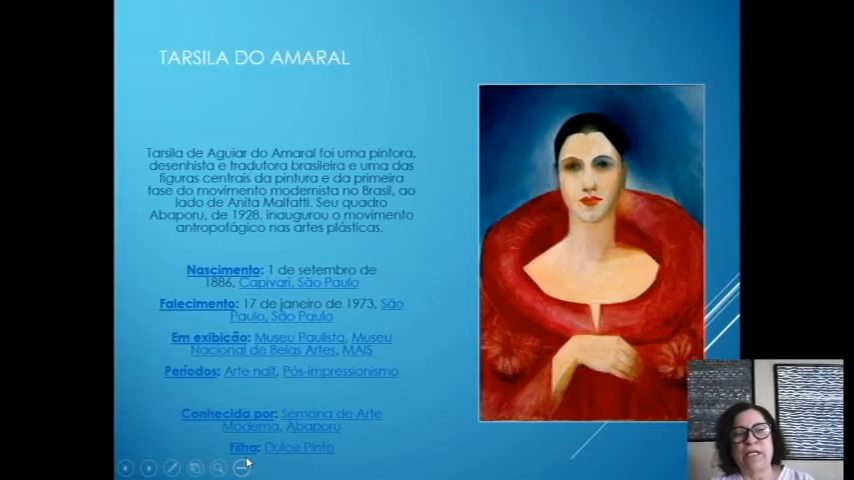 TARSILA DO AMARAL
Tarsila de Aguiar do Amaral foi uma pintora,
desenhista e tradutora brasileira e uma das
figuras centrais da pintura e da primeira
fase do movimento modernista no Brasil, ao
lado de Anita Malfatti. Seu quadro
Abaporu, de 1928, inaugurou o movimento
antropofágico nas artes plásticas.
Nascimento: 1 de setembro de
1886, Capivari, São Paulo
Falecimento: 17 de janeiro de 1973, São
Paulo, São Paulo
Em exibição: Museu Paulista, Museu
Nacional de Belas Artes, MAIS
Períodos: Arte naïf, Pós-impressionismo
Conhecida por: Semana de Arte
Moderna, Abaporu
Filha: Dulce Pinto